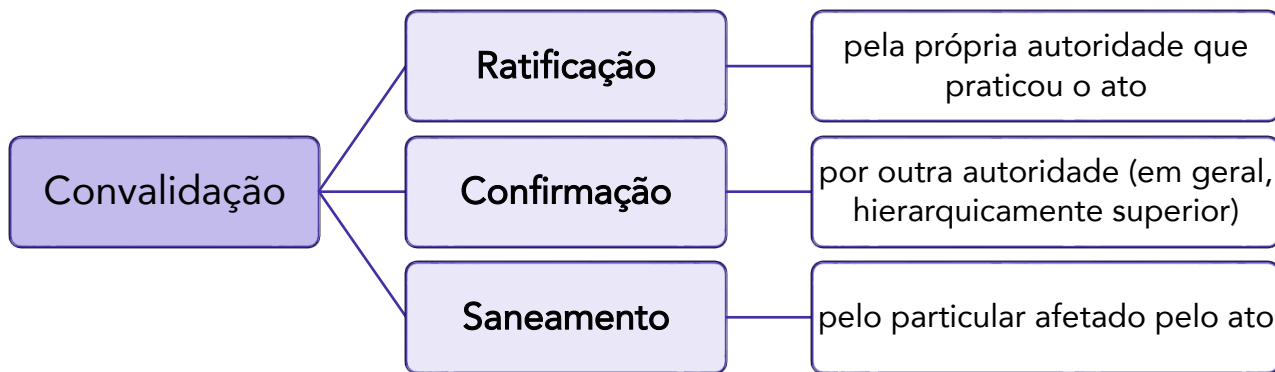 Convalidação
Ratificação
pela própria autoridade que
praticou o ato
Confirmação
por outra autoridade (em geral,
hierarquicamente superior)
Saneamento
pelo particular afetado pelo ato